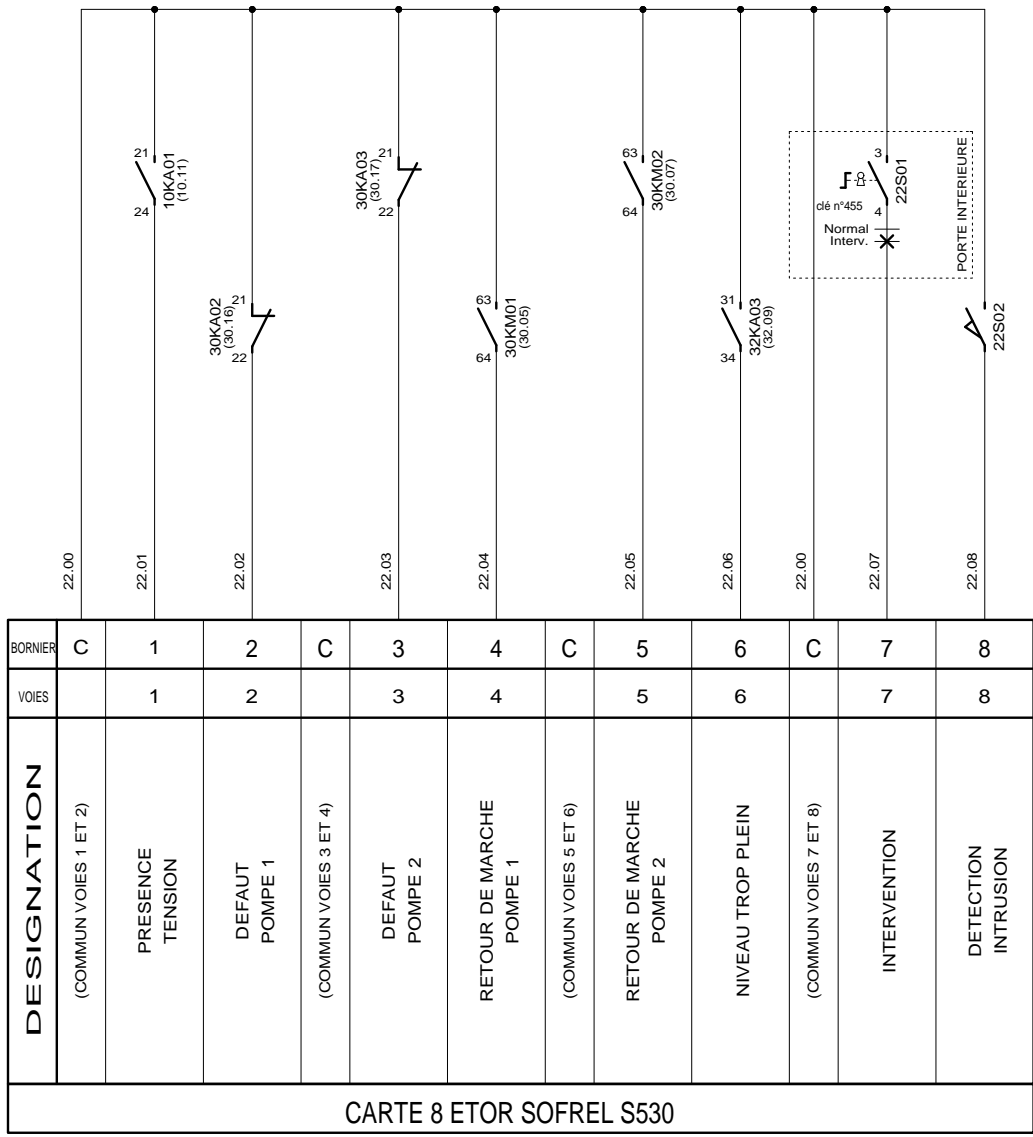 21
10KA01
(10.11)
24
21
30KA03
(30.17)
22
63
30KM02
(30.07)
64
3
22S01
clé n°455
4
Normal
Interv.
PORTE INTERIEURE
21
30KA02
(30.16)
22
63
30KM01
(30.05)
64
31
32KA03
(32.09)
34
22S02
22.00
22.01
22.02
22.03
22.04
22.05
22.06
22.00
22.07
22.08
BORNIER C 1 2 C 3 4 C 5 6 C 7 8
VOIES 1 2 3 4 5 6 7 8
DESIGNATION
(COMMUN VOIES 1 ET 2)
PRESENCE
TENSION
DEFAUT
POMPE 1
(COMMUN VOIES 3 ET 4)
DEFAUT
POMPE 2
RETOUR DE MARCHE
POMPE 1
(COMMUN VOIES 5 ET 6)
RETOUR DE MARCHE
POMPE 2
NIVEAU TROP PLEIN
(COMMUN VOIES 7 ET 8)
INTERVENTION
DETECTION
INTRUSION
CARTE 8 ETOR SOFREL S530